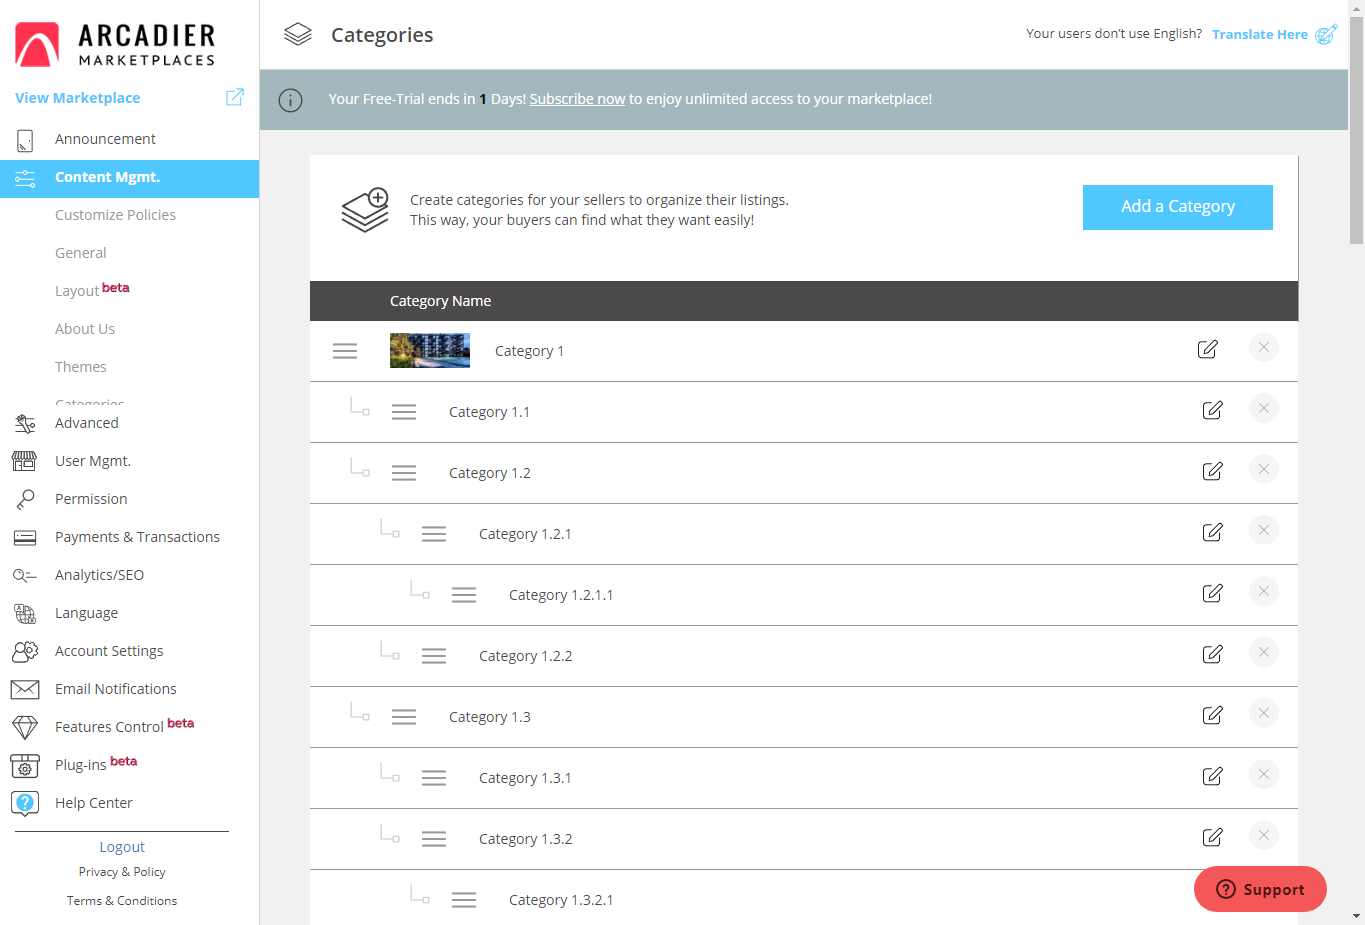 ARCADIER
MARKETPLACES
View Marketplace
Announcement
Content Mgmt.
Customize Policies
General
Layout beta
About Us
Themes
Categories
Advanced
User Mgmt.
Permission
Payments & Transactions
Analytics/SEO
Language
Account Settings
Email Notifications
Features Control beta
Plug-ins beta
Help Center
Logout
Privacy & Policy
Terms & Conditions
Categories
Your users don't use English? Translate Here
Your Free-Trial ends in 1 Days! Subscribe now to enjoy unlimited access to your marketplace!
Create categories for your sellers to organize their listings.
This way, your buyers can find what they want easily!
Add a Category
Category Name
Category 1
Category 1.1
Category 1.2
Category 1.2.1
Category 1.2.1.1
Category 1.2.2
Category 1.3
Category 1.3.1
Category 1.3.2
Category 1.3.2.1
Support